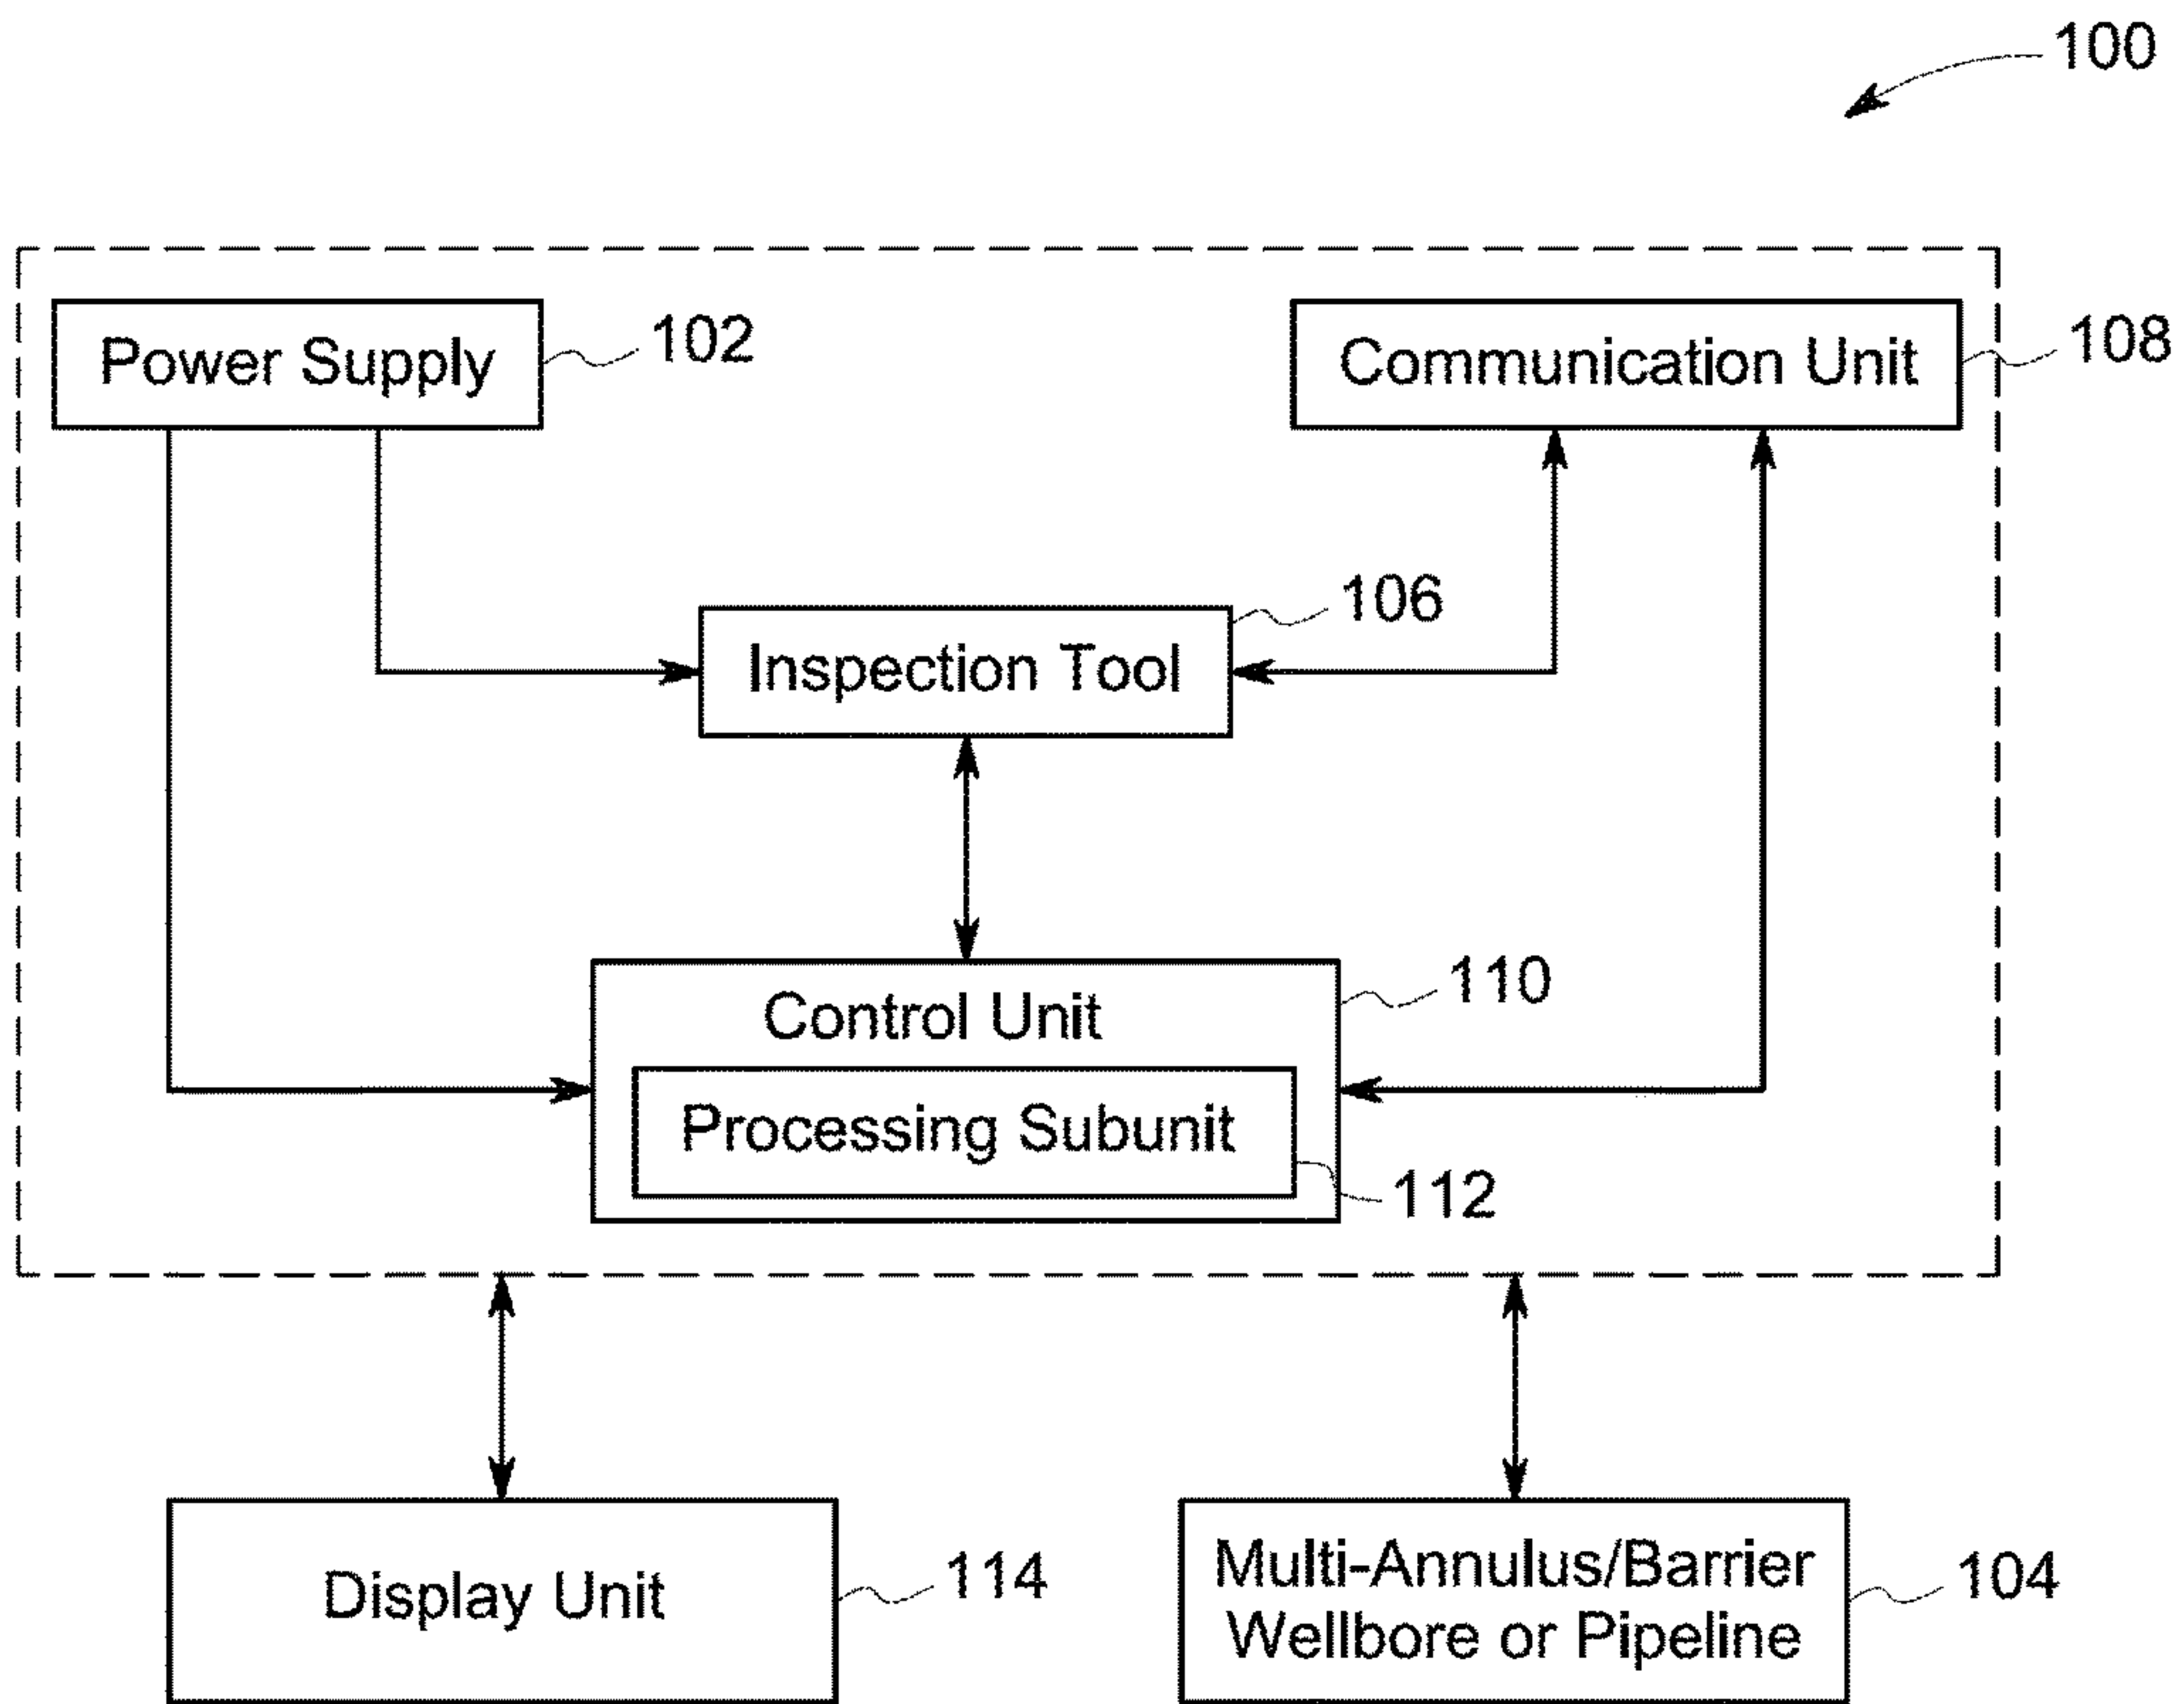 100
Power Supply
102
Communication Unit
108
106
Inspection Tool
110
Control Unit
Processing Subunit
112
Display Unit
114
Multi-Annulus/Barrier
Wellbore or Pipeline
104